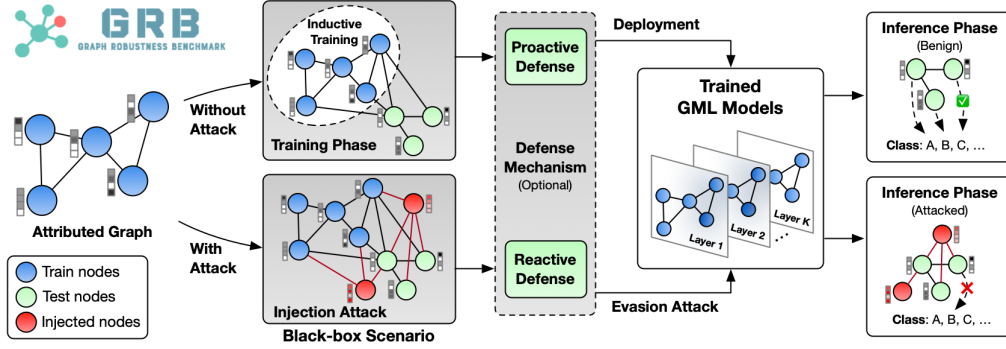 GRB
GRAPH ROBUSTNESS BENCHMARK
Attributed Graph
Train nodes
Test nodes
Injected nodes
Without
Attack
With
Attack
Inductive
Training
Training Phase
Injection Attack
Black-box Scenario
Proactive
Defense
Defense
Mechanism
(Optional)
Reactive
Defense
Deployment
Evasion Attack
Trained
GML Models
Layer 1
Layer 2
Layer K
...
Inference Phase
(Benign)
Class: A, B, C, ...
Inference Phase
(Attacked)
Class: A, B, C, ...